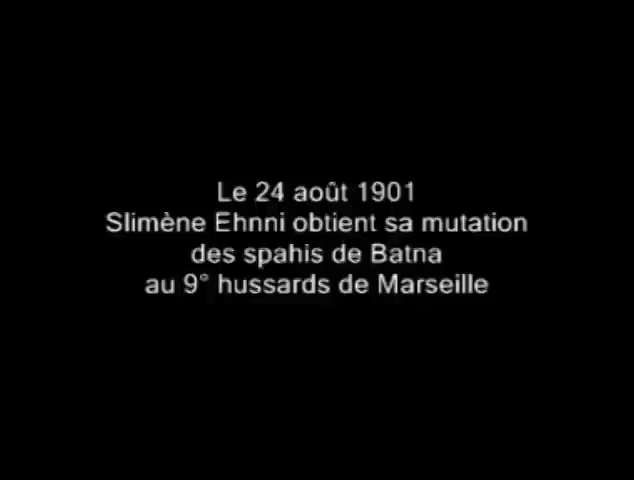 Le 24 août 1901
Slimène Ehnni obtient sa mutation
des spahis de Batna
au 9° hussards de Marseille